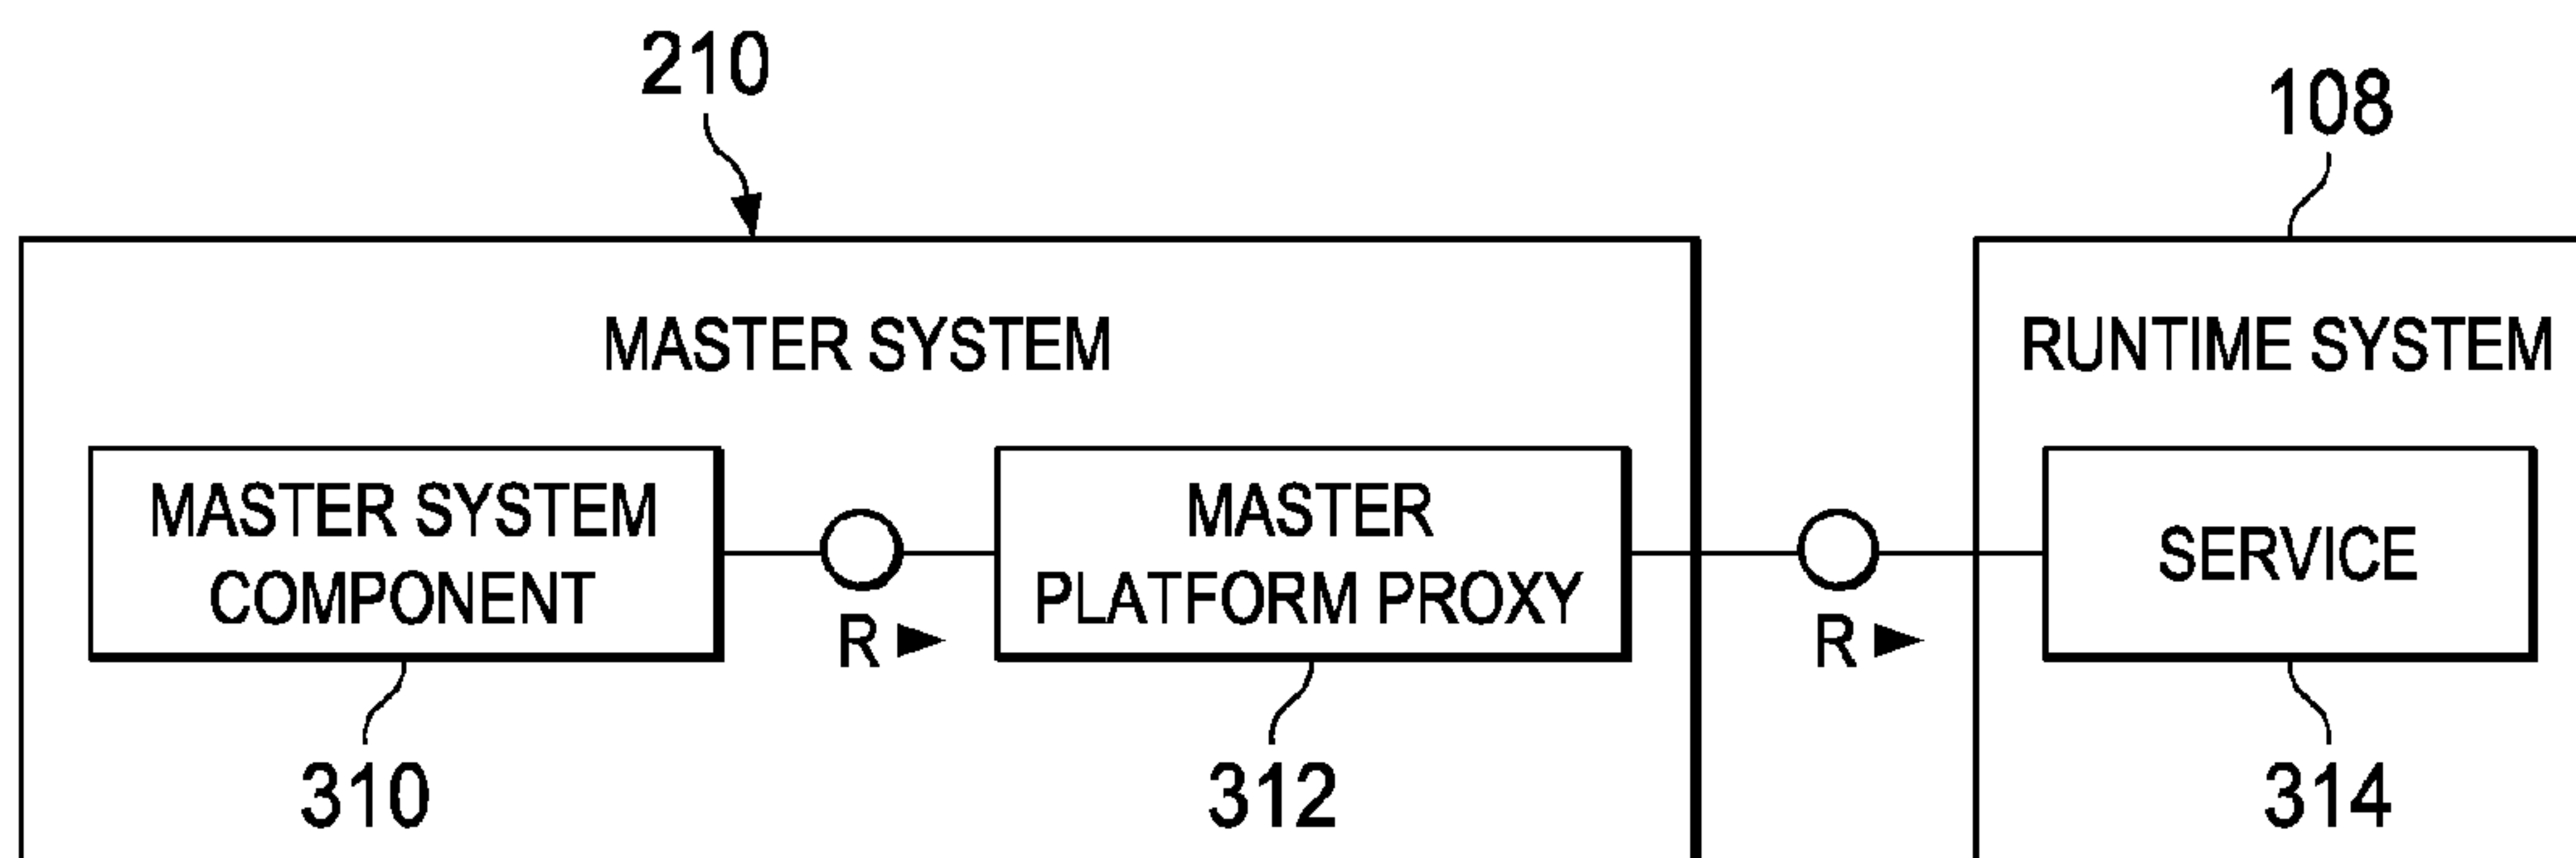 210
108
MASTER SYSTEM
RUNTIME SYSTEM
MASTER SYSTEM
COMPONENT
R
MASTER
PLATFORM PROXY
R
SERVICE
310
312
314